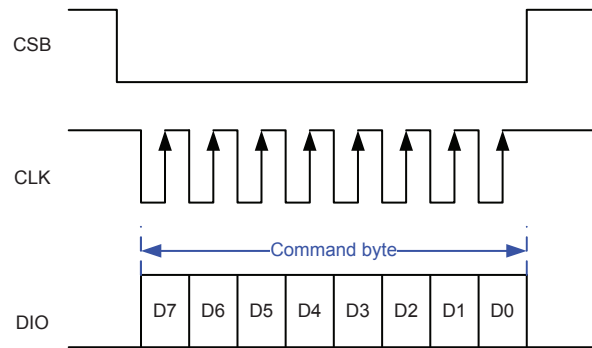 CSB
CLK
Command byte
DIO
D7 D6 D5 D4 D3 D2 D1 D0